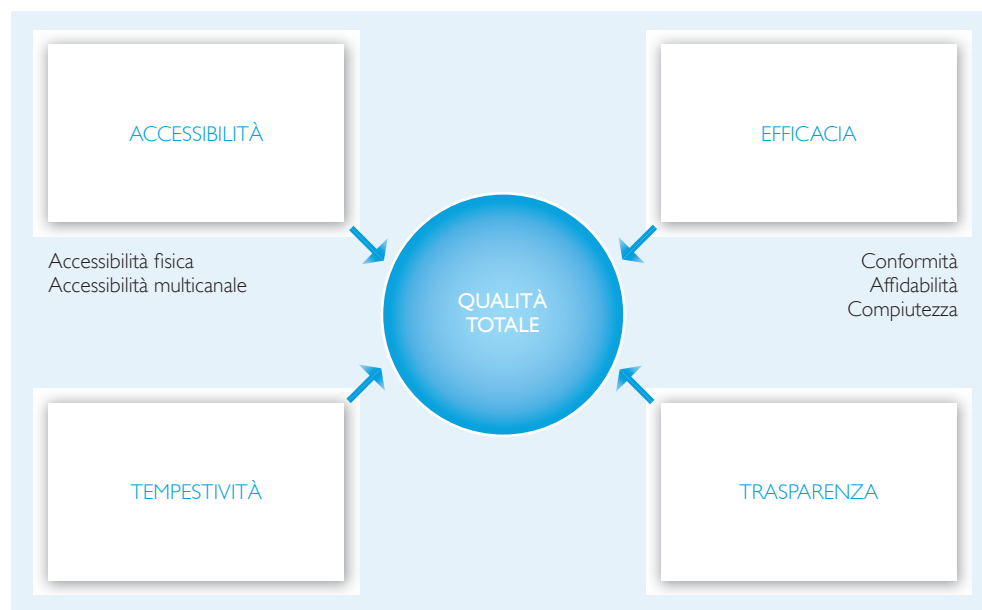 ACCESSIBILITÀ
EFFICACIA
Accessibilità fisica
Accessibilità multicanale
Conformità
Affidabilità
Compiutezza
QUALITÀ
TOTALE
TEMPESTIVITÀ
TRASPARENZA